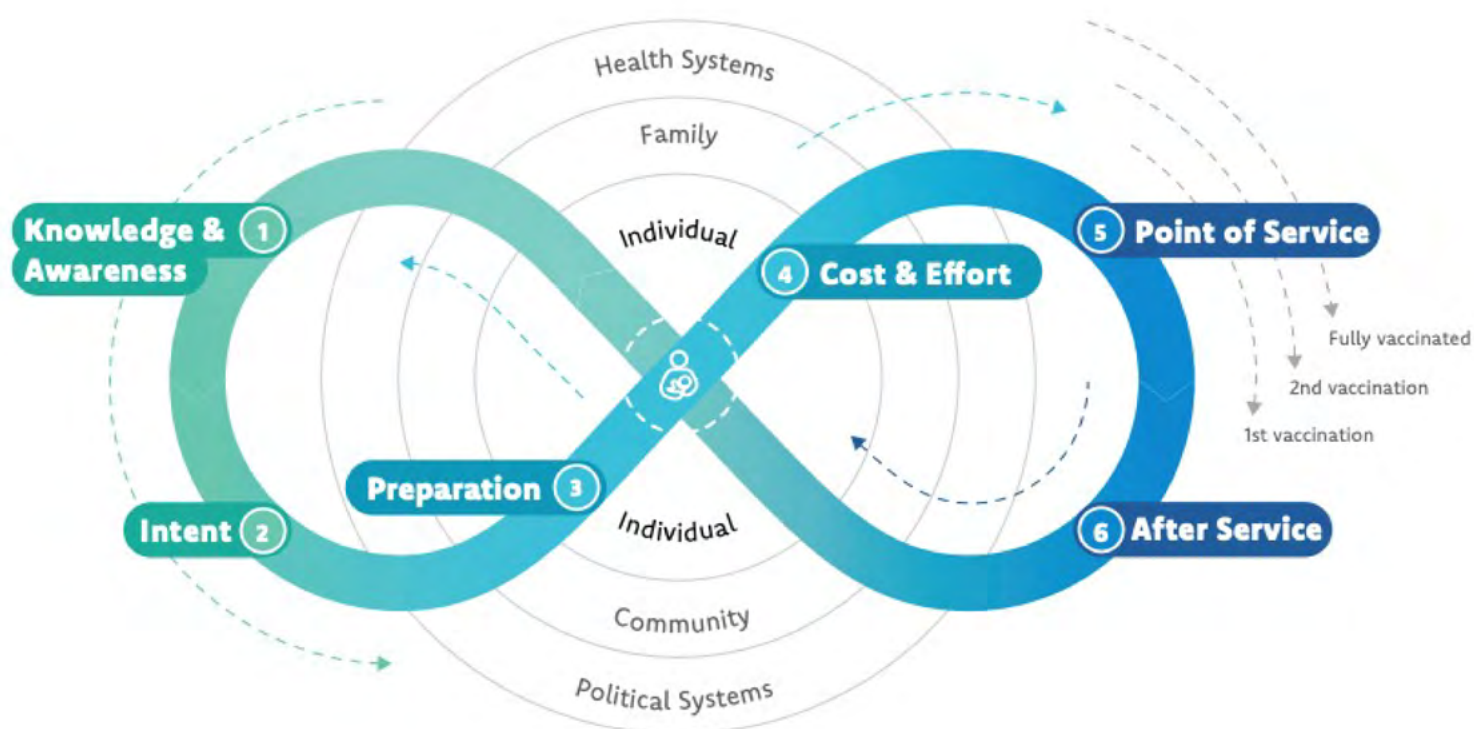 Health Systems
Family
Individual
Knowledge & 1
Awareness
Intent 2
Preparation 3
4 Cost & Effort
5 Point of Service
6 After Service
Fully vaccinated
2nd vaccination
1st vaccination
Individual
Community
Political Systems